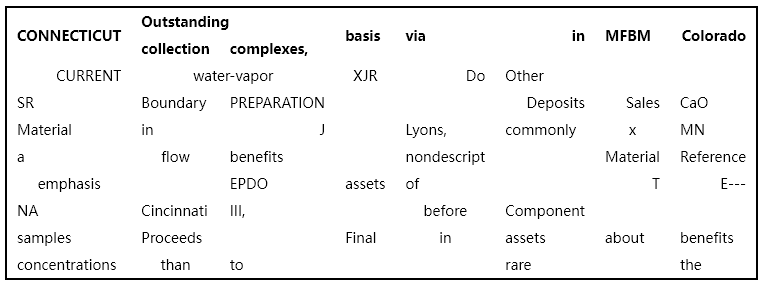 Outstanding
CONNECTICUT basis via in MFBM Colorado
collection complexes,
CURRENT water-vapor XJR Do Other
SR Boundary PREPARATION Deposits Sales CaO
Material in J Lyons, commonly x MN
a flow benefits nondescript Material Reference
emphasis EPDO assets of T E---
NA Cincinnati III, before Component
samples Proceeds Final in assets about benefits
concentrations than to rare the